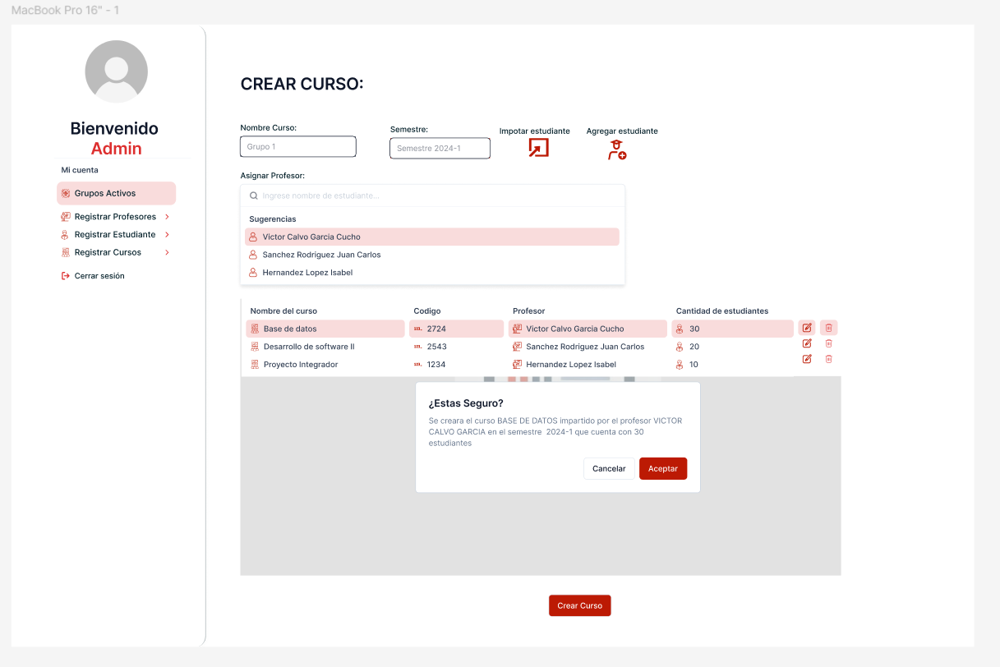 MacBook Pro 16" - 1
Bienvenido
Admin
Mi cuenta
Grupos Activos
Registrar Profesores
Registrar Estudiante
Registrar Cursos
Cerrar sesión
CREAR CURSO:
Nombre Curso:
Grupo 1
Semestre:
Semestre 2024-1
Impotar estudiante
Agregar estudiante
Asignar Profesor:
Ingrese nombre de estudiante...
Sugerencias
Victor Calvo Garcia Cucho
Sanchez Rodriguez Juan Carlos
Hernandez Lopez Isabel
Nombre del curso Codigo Profesor Cantidad de estudiantes
Base de datos 2724 Victor Calvo Garcia Cucho 30
Desarrollo de software II 2543 Sanchez Rodriguez Juan Carlos 20
Proyecto Integrador 1234 Hernandez Lopez Isabel 10
¿Estas Seguro?
Se creara el curso BASE DE DATOS impartido por el profesor VICTOR
CALVO GARCIA en el semestre 2024-1 que cuenta con 30
estudiantes
Cancelar Aceptar
Crear Curso